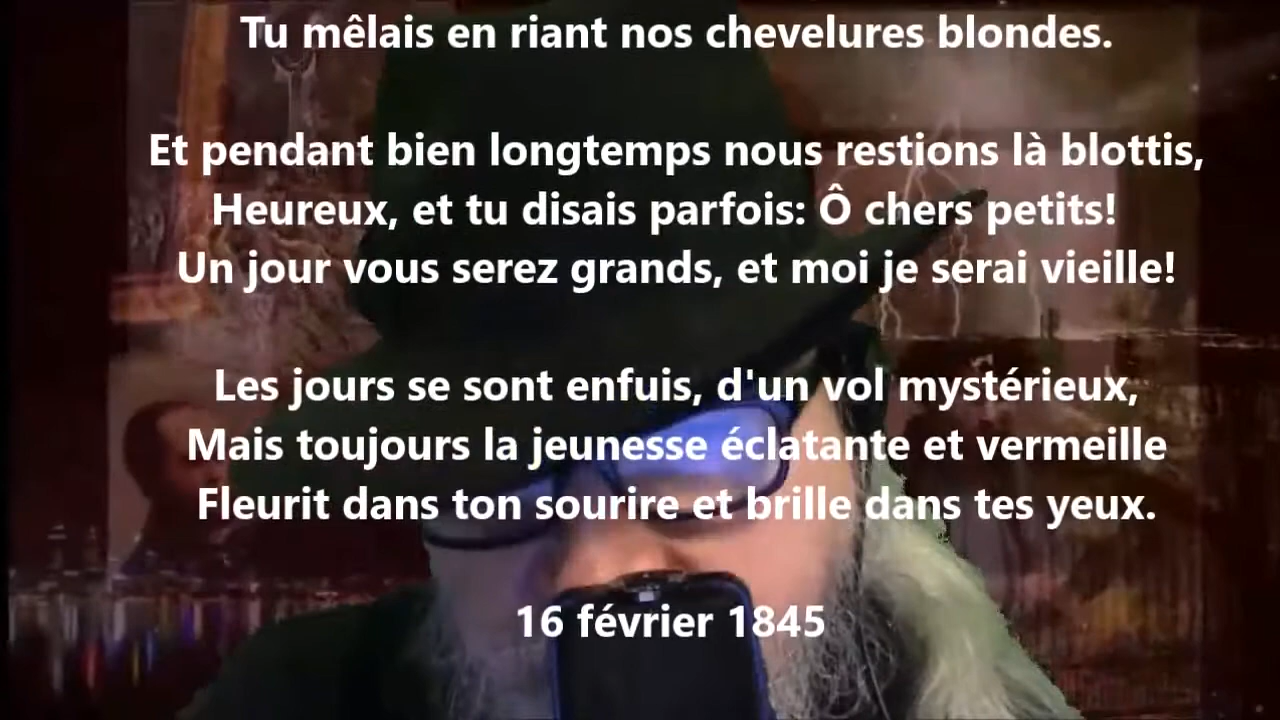 Tu mêlais en riant nos chevelures blondes.
Et pendant bien longtemps nous restions là blottis,
Heureux, et tu disais parfois: Ô chers petits!
Un jour vous serez grands, et moi je serai vieille!
Les jours se sont enfuis, d'un vol mystérieux,
Mais toujours la jeunesse éclatante et vermeille
Fleurit dans ton sourire et brille dans tes yeux.
16 février 1845